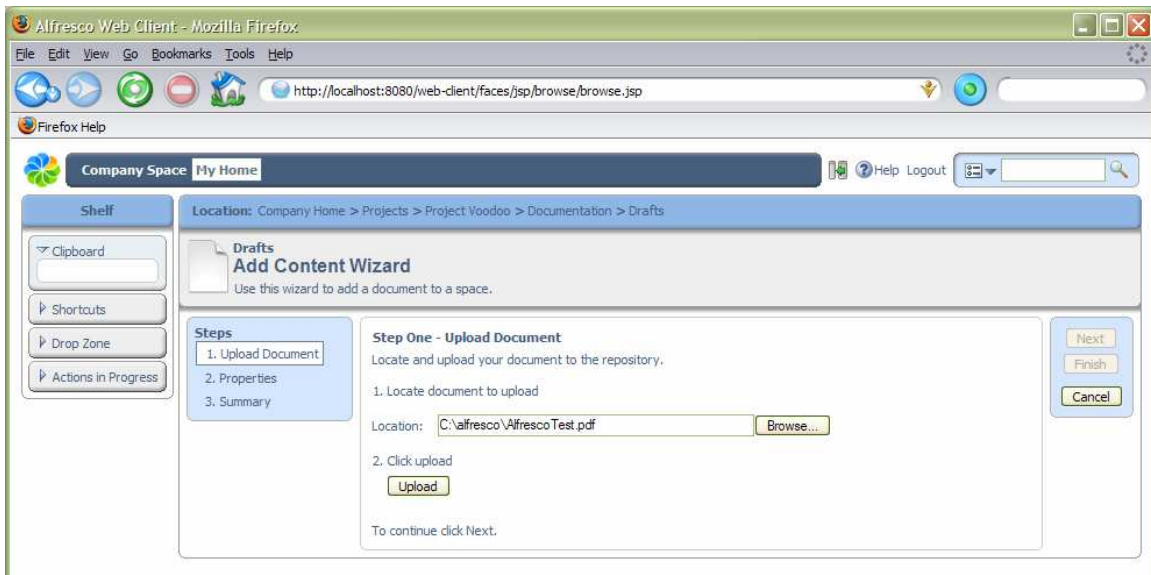 Alfresco Web Client - Mozilla Firefox
File Edit View Go Bookmarks Tools Help
http://localhost:8080/web-client/faces/jsp/browse/browse.jsp
Firefox Help
Company Space My Home Help Logout
Shelf
Location: Company Home > Projects > Project Voodoo > Documentation > Drafts
Clipboard
Shortcuts
Drop Zone
Actions in Progress
Drafts
Add Content Wizard
Use this wizard to add a document to a space.
Steps
1. Upload Document
2. Properties
3. Summary
Step One - Upload Document
Locate and upload your document to the repository.
1. Locate document to upload
Location: C:\alfresco\AlfrescoTest.pdf Browse...
2. Click upload
Upload
To continue click Next.
Next
Finish
Cancel